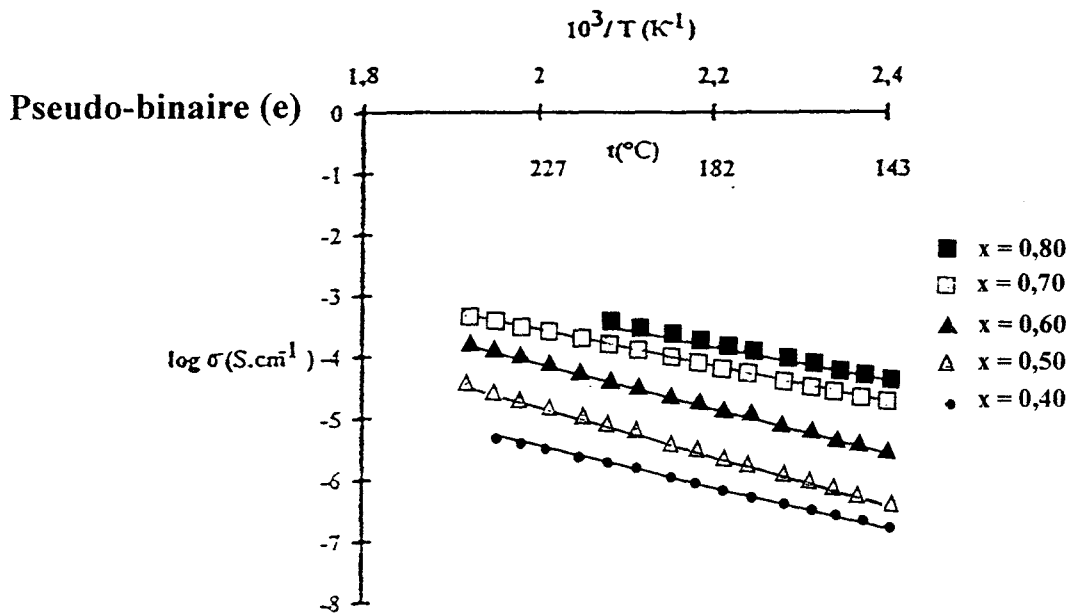 10³/T (K⁻¹)
1,8 2 2,2 2,4
Pseudo-binaire (e)
0
t(°C)
227 182 143
-1
-2
-3
log σ(S.cm⁻¹) -4
-5
-6
-7
-8
x = 0,80
x = 0,70
x = 0,60
x = 0,50
x = 0,40